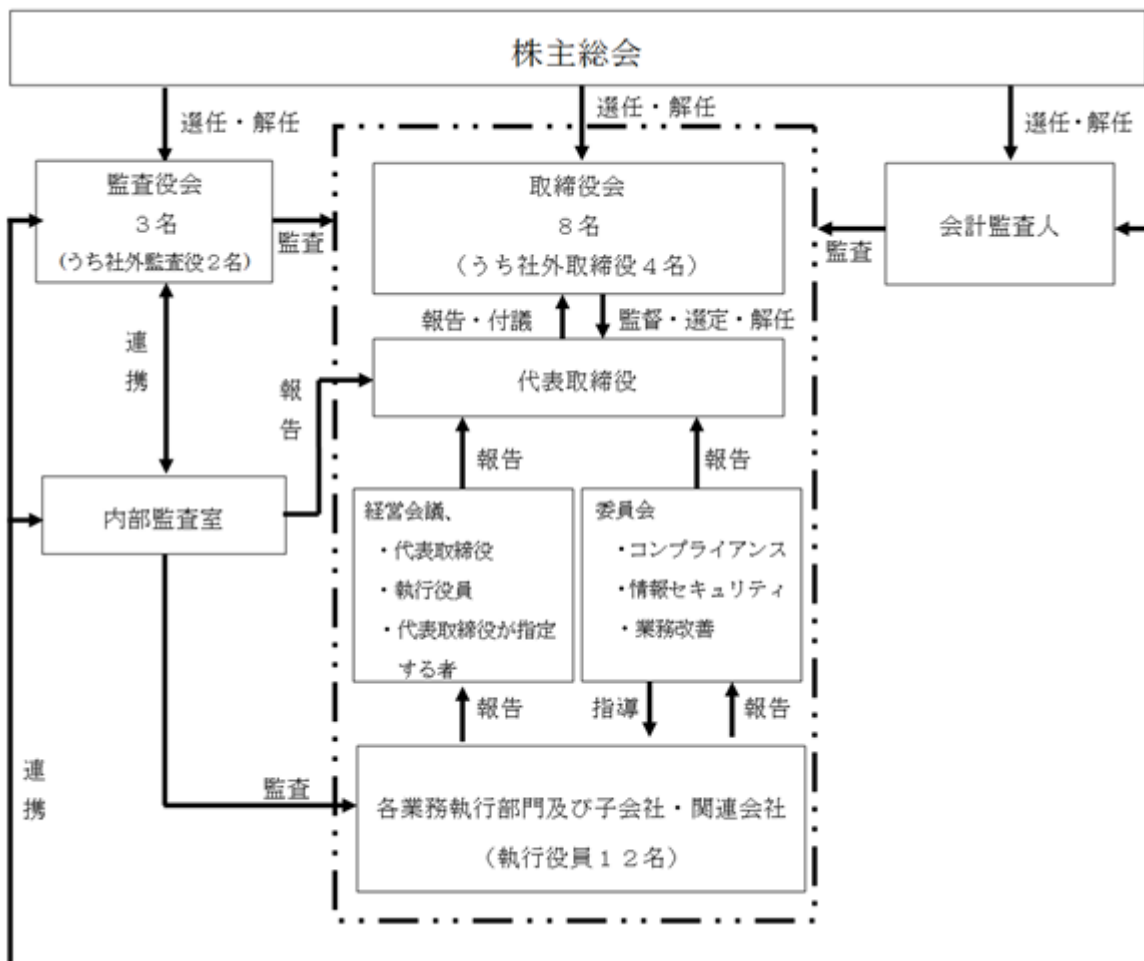 株主総会
選任・解任
選任・解任
選任・解任
監査役会
３名
(うち社外監査役２名)
監査
取締役会
８名
（うち社外取締役４名）
監査
会計監査人
報告・付議
監督・選定・解任
連携
報告
代表取締役
報告
報告
内部監査室
経営会議、
・代表取締役
・執行役員
・代表取締役が指定
する者
委員会
・コンプライアンス
・情報セキュリティ
・業務改善
報告
指導
報告
連携
監査
各業務執行部門及び子会社・関連会社
（執行役員１２名）